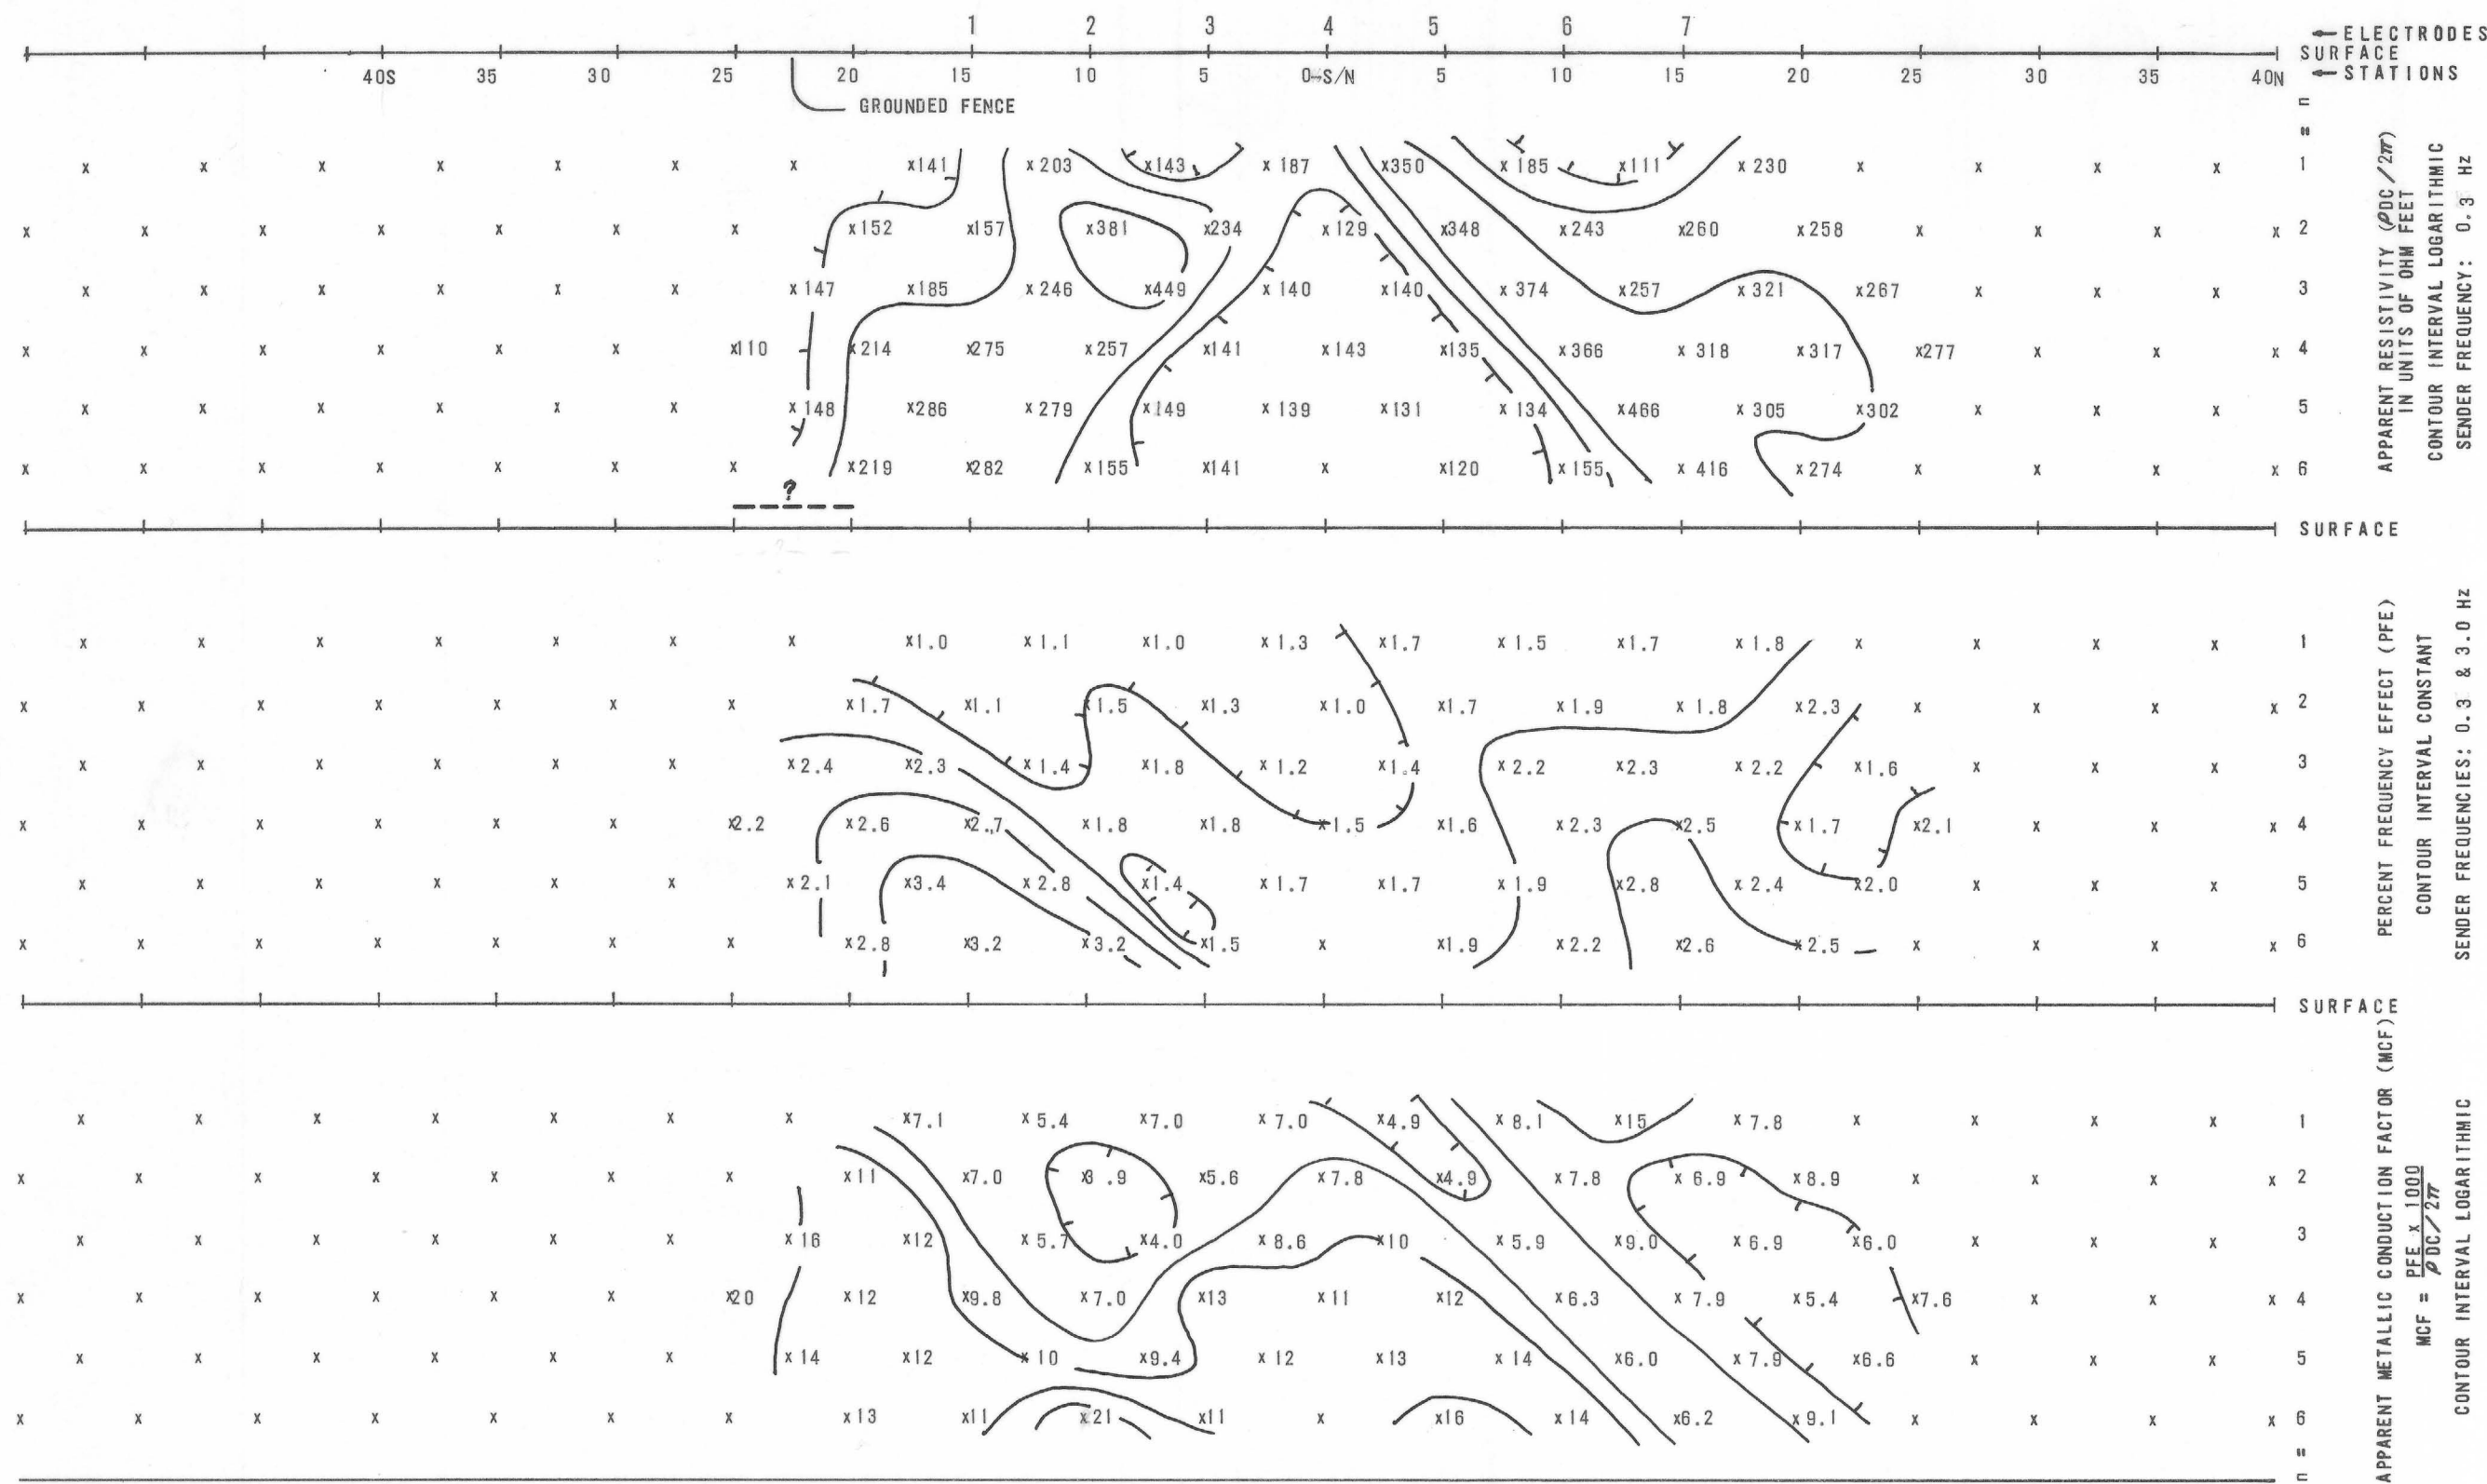 1 2 3 4 5 6 7
←ELECTRODES
SURFACE
40S 35 30 25 20 15 10 5 0→S/N 5 10 15 20 25 30 35 40N ←STATIONS
GROUNDED FENCE
n
=
x x x x x x x x141 x203 x143 x187 x350 x185 x111 x230 x x x x 1
x x x x x x x x152 x157 x381 x234 x129 x348 x243 x260 x258 x x x x 2
x x x x x x x147 x185 x246 x449 x140 x140 x374 x257 x321 x267 x x x 3
x x x x x x x110 x214 x275 x257 x141 x143 x135 x366 x318 x317 x277 x x x 4
x x x x x x x148 x286 x279 x149 x139 x131 x134 x466 x305 x302 x x x 5
x x x x x x x x219 x282 x155 x141 x x120 x155 x416 x274 x x x x 6
?
APPARENT RESISTIVITY (ρDC/2π)
IN UNITS OF OHM FEET
CONTOUR INTERVAL LOGARITHMIC
SENDER FREQUENCY: 0.3 Hz
SURFACE
x x x x x x x x1.0 x1.1 x1.0 x1.3 x1.7 x1.5 x1.7 x1.8 x x x x 1
x x x x x x x x1.7 x1.1 x1.5 x1.3 x1.0 x1.7 x1.9 x1.8 x2.3 x x x x 2
x x x x x x x2.4 x2.3 x1.4 x1.8 x1.2 x1.4 x2.2 x2.3 x2.2 x1.6 x x x 3
x x x x x x x2.2 x2.6 x2.7 x1.8 x1.8 x1.5 x1.6 x2.3 x2.5 x1.7 x2.1 x x x 4
x x x x x x x2.1 x3.4 x2.8 x1.4 x1.7 x1.7 x1.9 x2.8 x2.4 x2.0 x x x 5
x x x x x x x x2.8 x3.2 x3.2 x1.5 x x1.9 x2.2 x2.6 x2.5 x x x x 6
PERCENT FREQUENCY EFFECT (PFE)
CONTOUR INTERVAL CONSTANT
SENDER FREQUENCIES: 0.3 & 3.0 Hz
SURFACE
x x x x x x x x7.1 x5.4 x7.0 x7.0 x4.9 x8.1 x15 x7.8 x x x x 1
x x x x x x x x11 x7.0 x3.9 x5.6 x7.8 x4.9 x7.8 x6.9 x8.9 x x x x 2
x x x x x x x16 x12 x5.7 x4.0 x8.6 x10 x5.9 x9.0 x6.9 x6.0 x x x 3
x x x x x x x20 x12 x9.8 x7.0 x13 x11 x12 x6.3 x7.9 x5.4 x7.6 x x x 4
x x x x x x x14 x12 x10 x9.4 x12 x13 x14 x6.0 x7.9 x6.6 x x x 5
x x x x x x x x13 x11 x21 x11 x x16 x14 x6.2 x9.1 x x x x 6
=
n
APPARENT METALLIC CONDUCTION FACTOR (MCF)
MCF = PFE x 1000
ρDC/2π
CONTOUR INTERVAL LOGARITHMIC